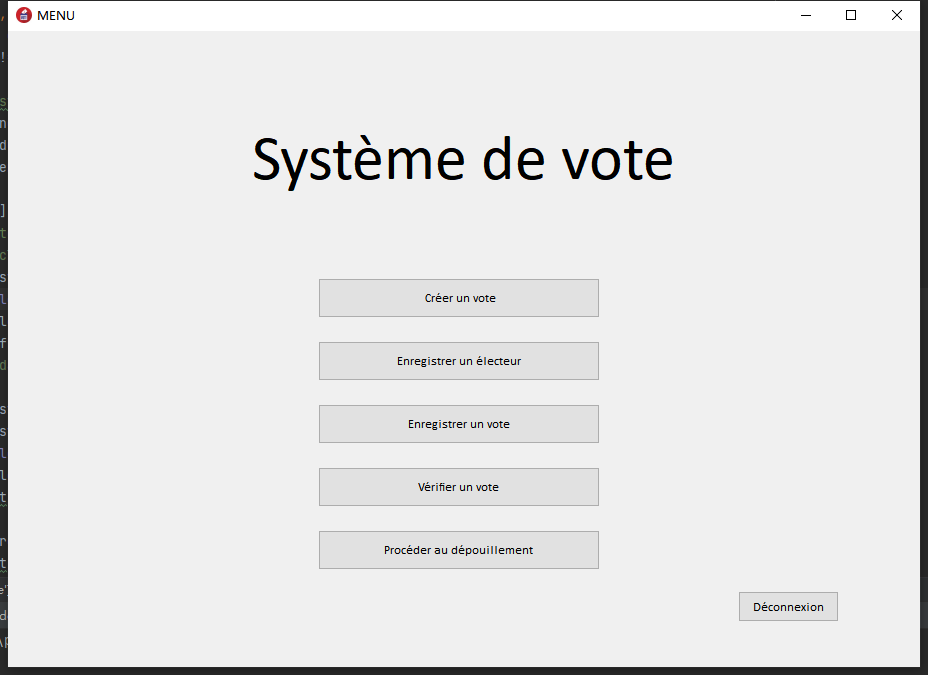 MENU
Système de vote
Créer un vote
Enregistrer un électeur
Enregistrer un vote
Vérifier un vote
Procéder au dépouillement
Déconnexion